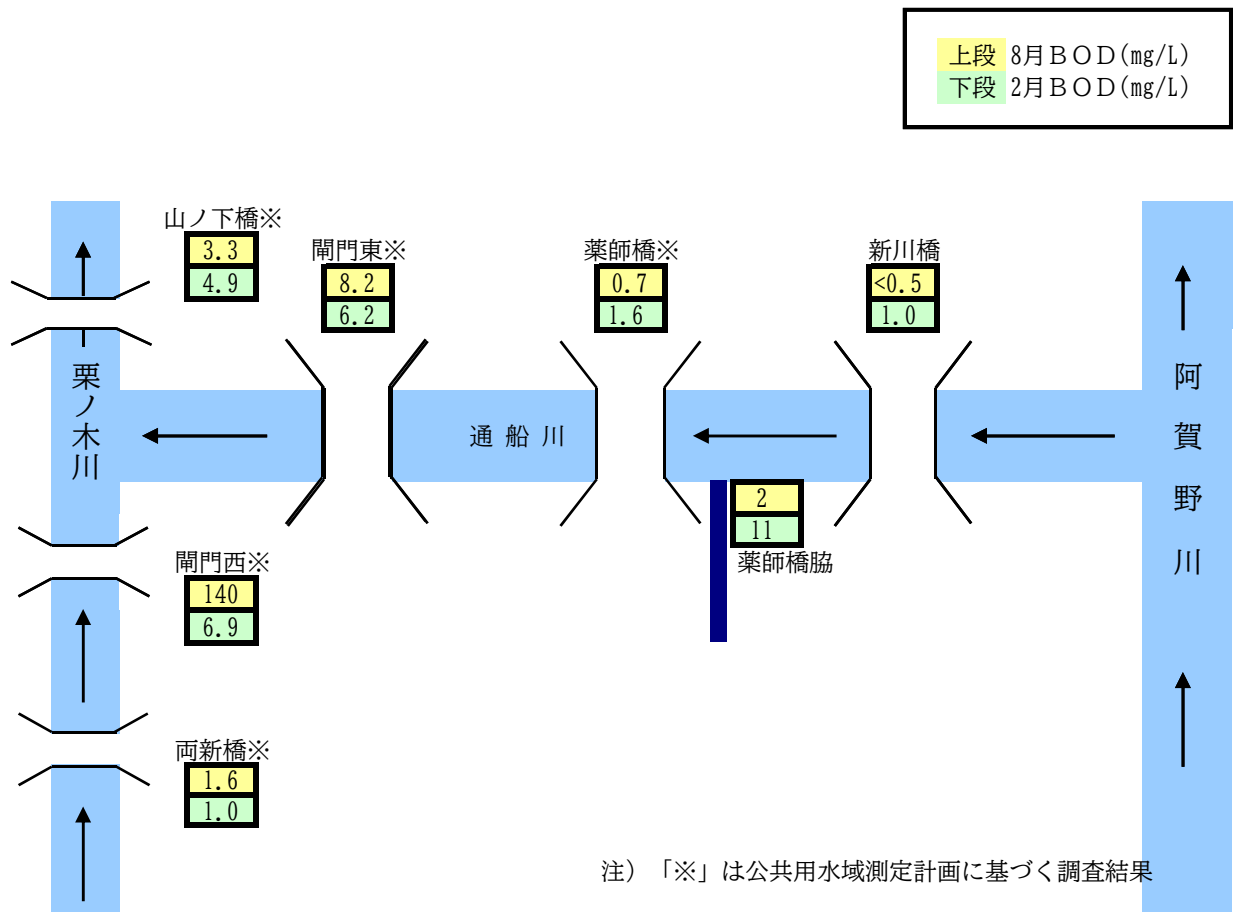 上段 8月ＢＯＤ(mg/L)
下段 2月ＢＯＤ(mg/L)
山ノ下橋※
3.3
4.9
閘門東※
8.2
6.2
薬師橋※
0.7
1.6
新川橋
<0.5
1.0
栗ノ木川
通船川
阿賀野川
2
11
薬師橋脇
閘門西※
140
6.9
両新橋※
1.6
1.0
注）「※」は公共用水域測定計画に基づく調査結果